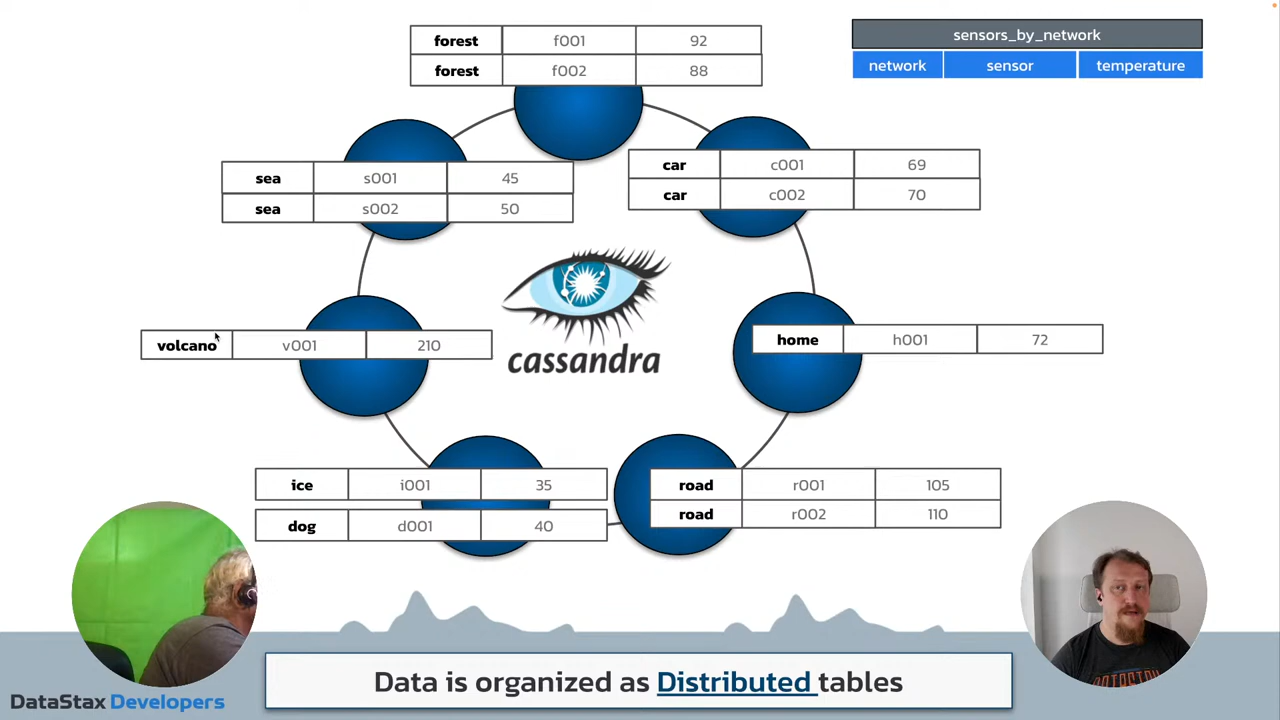 forest f001 92
forest f002 88
sensors_by_network
network sensor temperature
sea s001 45
sea s002 50
car c001 69
car c002 70
volcano v001 210
cassandra
home h001 72
ice i001 35
dog d001 40
road r001 105
road r002 110
Data is organized as Distributed tables
DataStax Developers